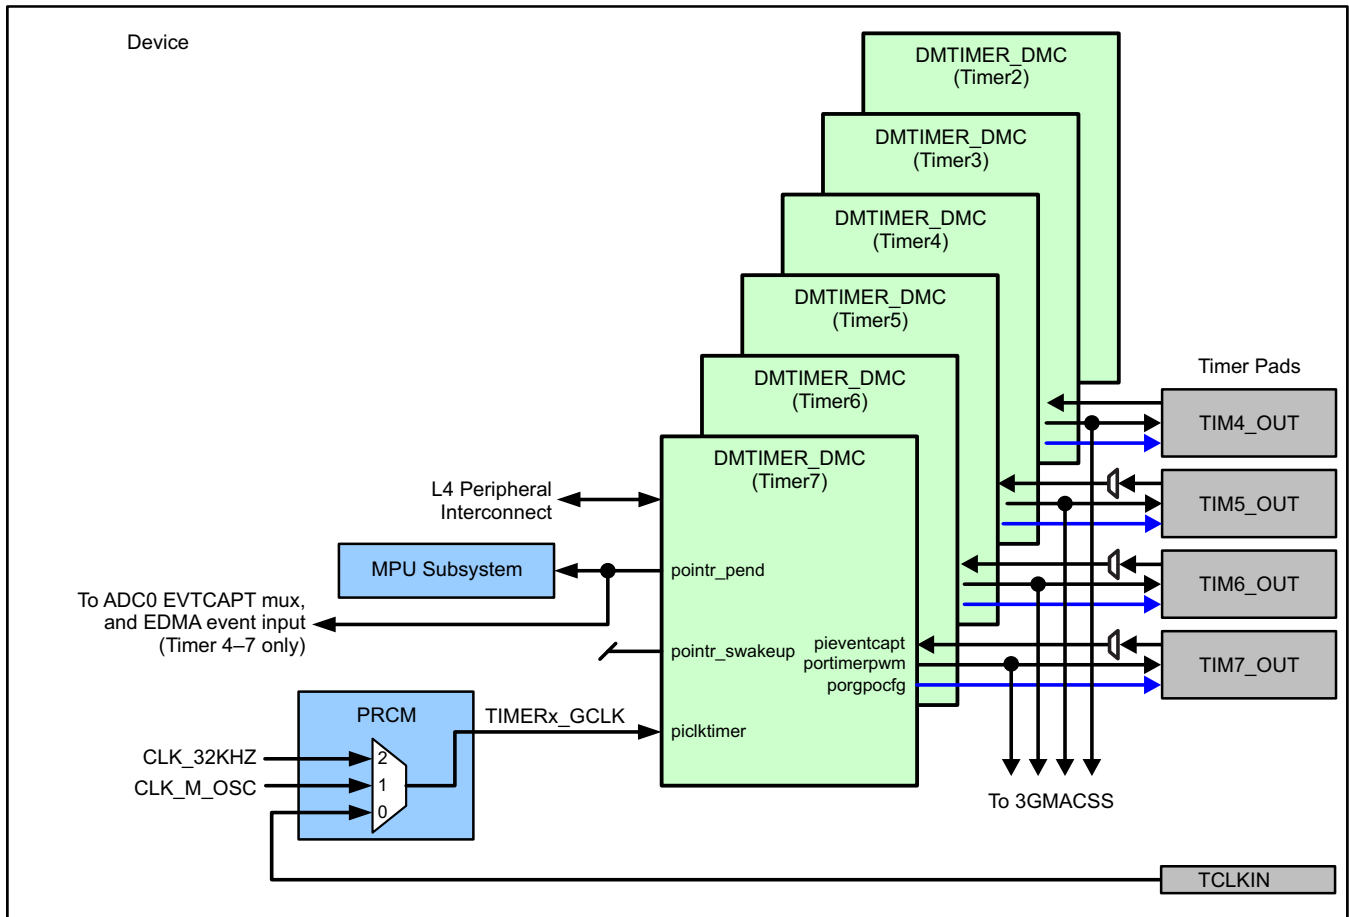 Device
DMTIMER_DMC
(Timer2)
DMTIMER_DMC
(Timer3)
DMTIMER_DMC
(Timer4)
DMTIMER_DMC
(Timer5)
DMTIMER_DMC
(Timer6)
DMTIMER_DMC
(Timer7)
Timer Pads
TIM4_OUT
TIM5_OUT
TIM6_OUT
TIM7_OUT
L4 Peripheral
Interconnect
MPU Subsystem
pointr_pend
To ADC0 EVTCAPT mux,
and EDMA event input
(Timer 4–7 only)
pointr_swakeup
pieventcapt
portimerpwm
porgpocfg
PRCM
TIMERx_GCLK
piclktimer
CLK_32KHZ
2
CLK_M_OSC
1
0
To 3GMACSS
TCLKIN